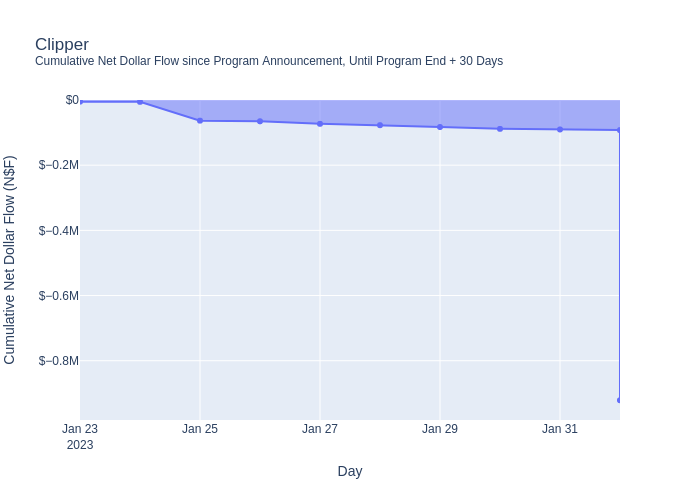 Clipper
Cumulative Net Dollar Flow since Program Announcement, Until Program End + 30 Days
Cumulative Net Dollar Flow (N$F)
$0
$−0.2M
$−0.4M
$−0.6M
$−0.8M
Jan 23
2023
Jan 25
Jan 27
Jan 29
Jan 31
Day